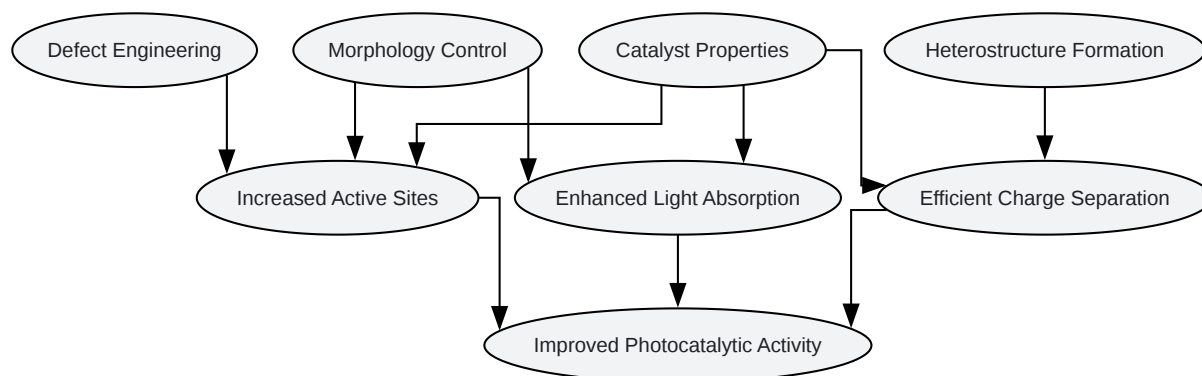 Defect Engineering
Morphology Control
Catalyst Properties
Heterostructure Formation
Increased Active Sites
Enhanced Light Absorption
Efficient Charge Separation
Improved Photocatalytic Activity